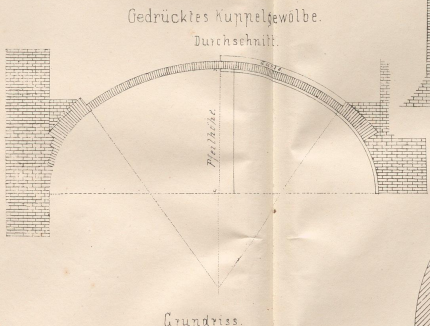 Gedrücktes Kuppelgewölbe.
Durchschnitt.
Pfeilhöhe.
Grundriss.